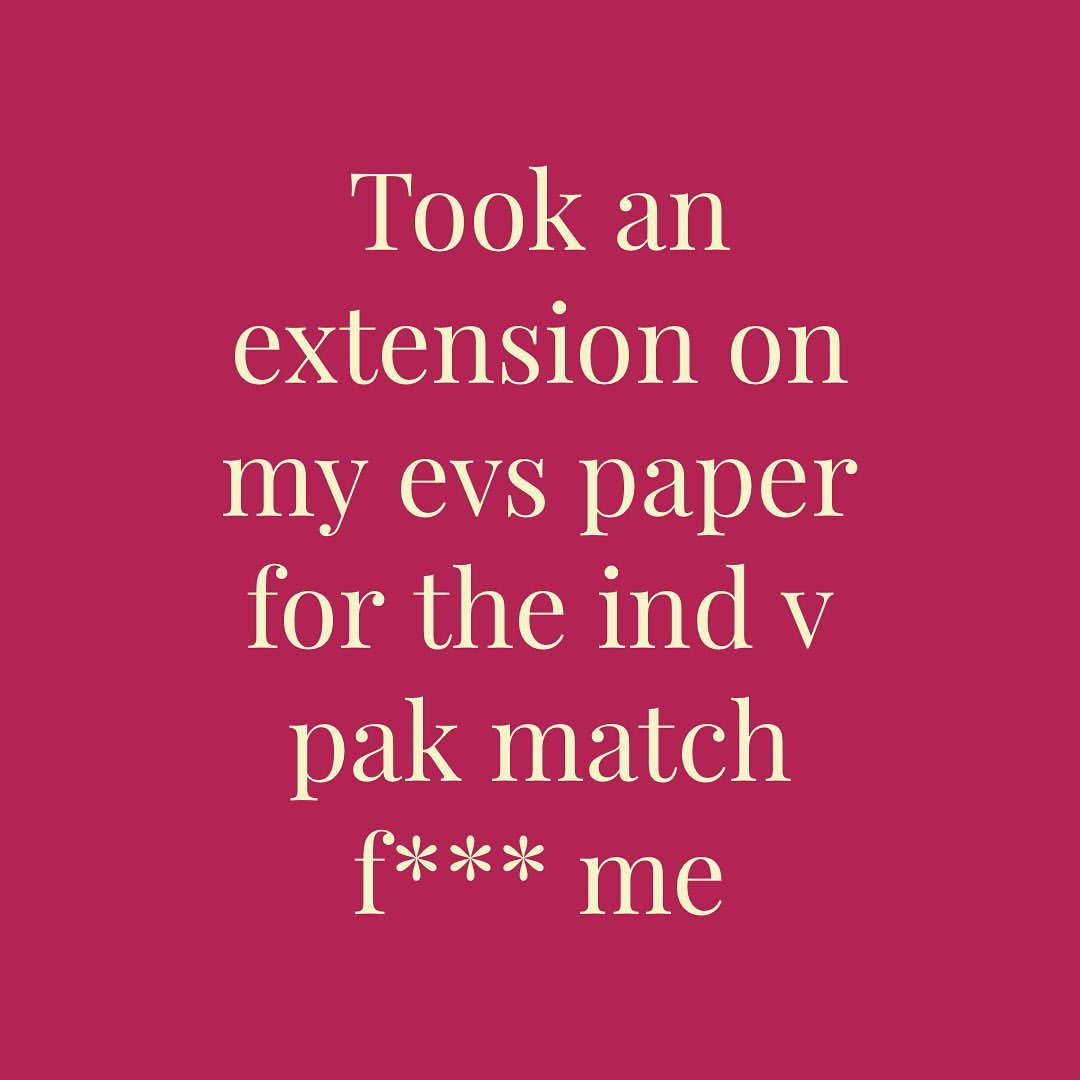 Took an
extension on
my evs paper
for the ind v
pak match
f*** me